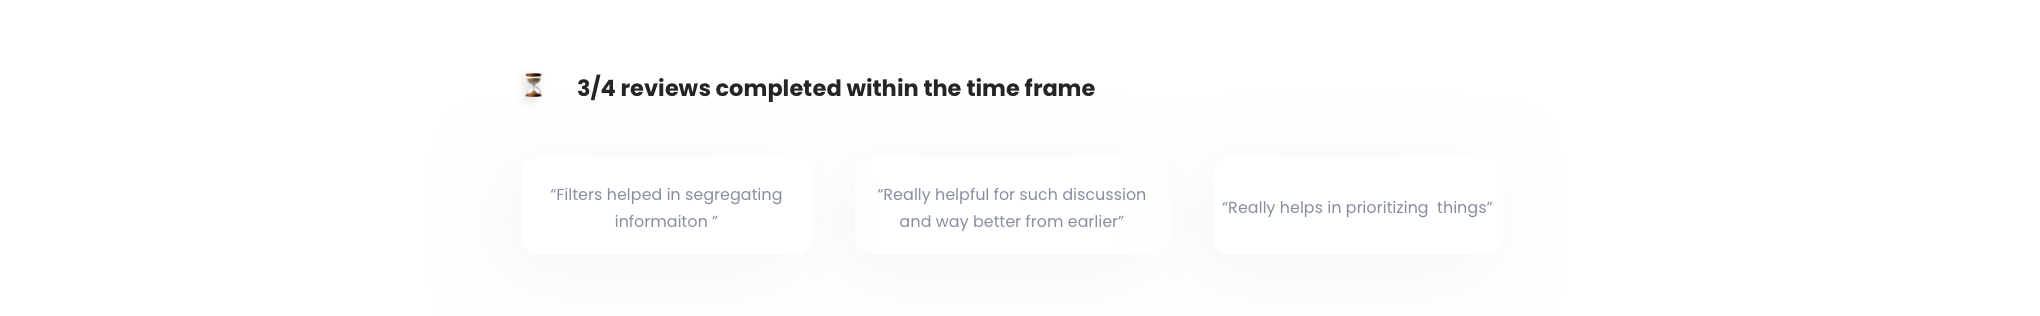 3/4 reviews completed within the time frame
“Filters helped in segregating
informaiton ”
“Really helpful for such discussion
and way better from earlier”
“Really helps in prioritizing  things”